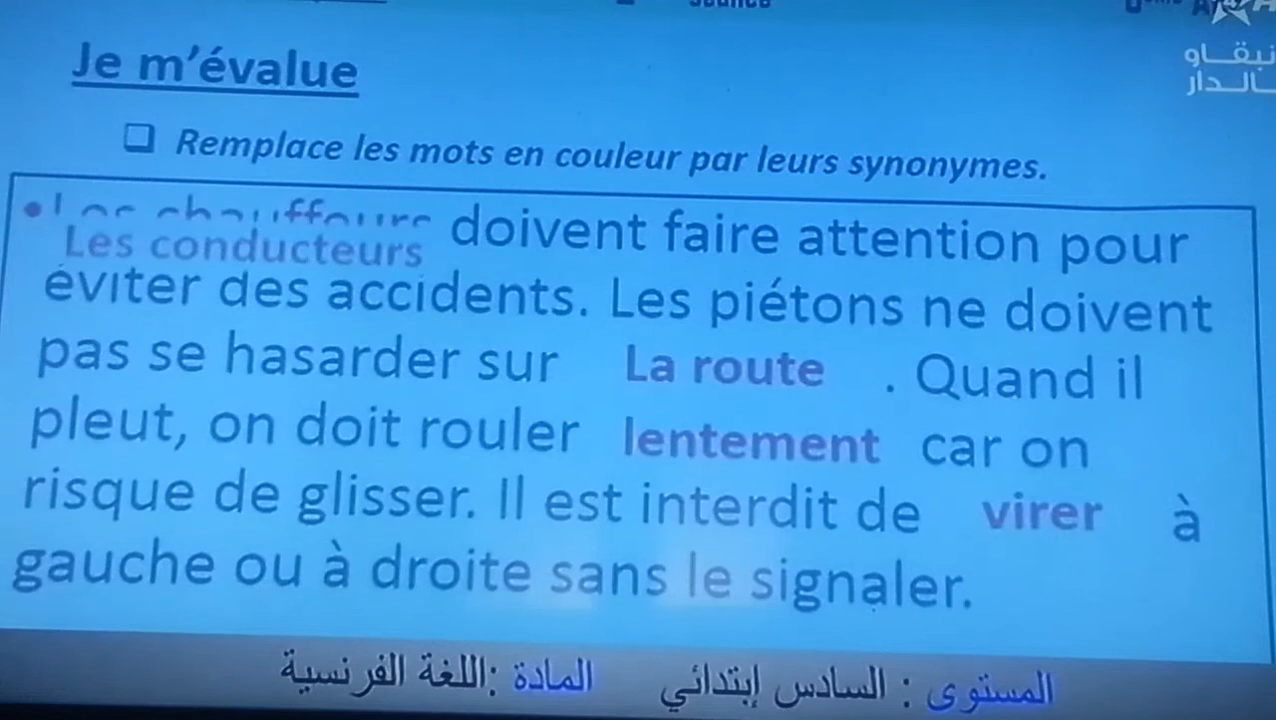 Séance
Je m'évalue
❑ Remplace les mots en couleur par leurs synonymes.
نبقاو
فالدار
• Les chauffeurs doivent faire attention pour
Les conducteurs
éviter des accidents. Les piétons ne doivent
pas se hasarder sur La route . Quand il
pleut, on doit rouler lentement car on
risque de glisser. Il est interdit de virer à
gauche ou à droite sans le signaler.
المستوى : السادس إبتدائي المادة :اللغة الفرنسية